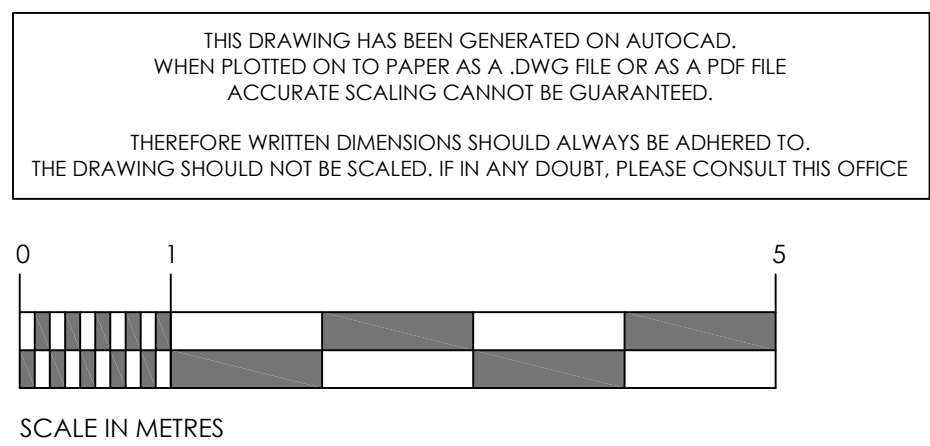 THIS DRAWING HAS BEEN GENERATED ON AUTOCAD.
WHEN PLOTTED ON TO PAPER AS A .DWG FILE OR AS A PDF FILE
ACCURATE SCALING CANNOT BE GUARANTEED.
THEREFORE WRITTEN DIMENSIONS SHOULD ALWAYS BE ADHERED TO.
THE DRAWING SHOULD NOT BE SCALED. IF IN ANY DOUBT, PLEASE CONSULT THIS OFFICE
0 1 5
SCALE IN METRES